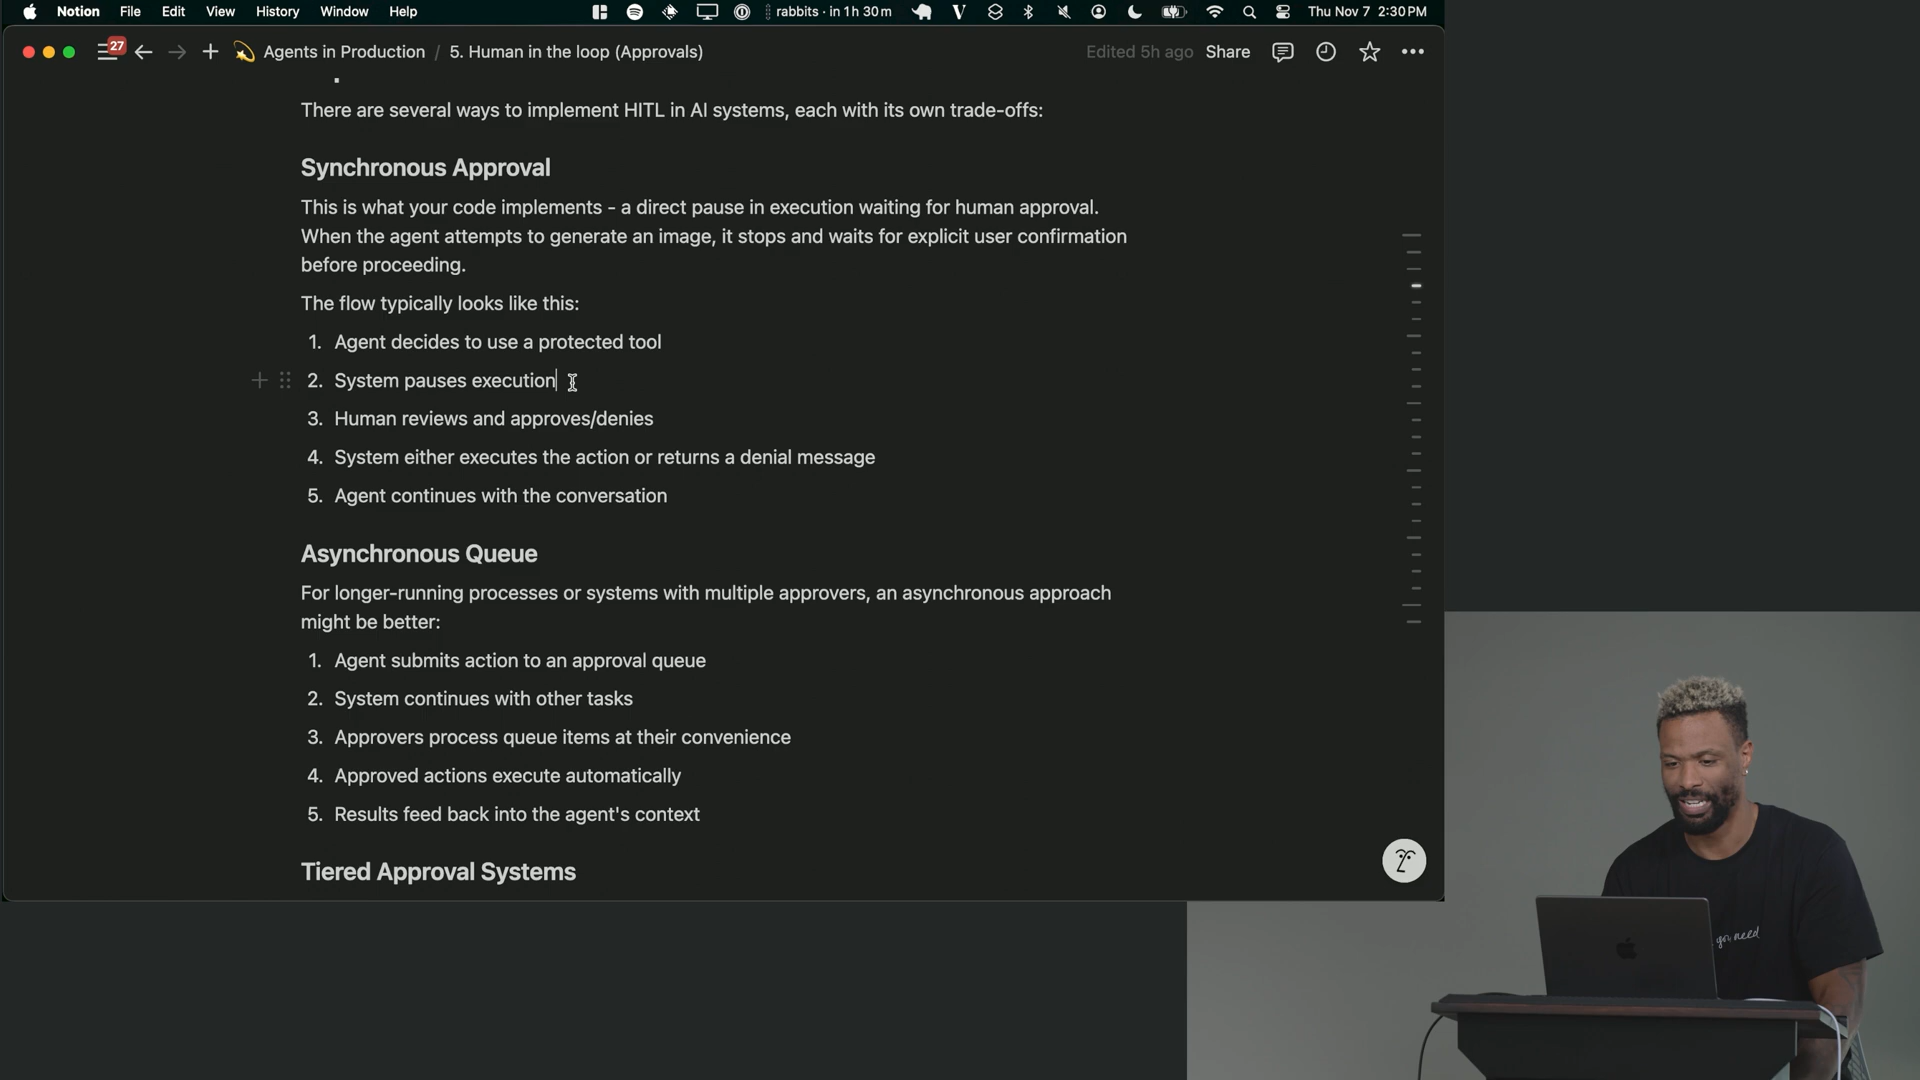 Notion File Edit View History Window Help rabbits · in 1h 30m V Thu Nov 7 2:30 PM
27 Agents in Production / 5. Human in the loop (Approvals) Edited 5h ago Share
There are several ways to implement HITL in AI systems, each with its own trade-offs:
Synchronous Approval
This is what your code implements - a direct pause in execution waiting for human approval.
When the agent attempts to generate an image, it stops and waits for explicit user confirmation
before proceeding.
The flow typically looks like this:
1. Agent decides to use a protected tool
2. System pauses execution
3. Human reviews and approves/denies
4. System either executes the action or returns a denial message
5. Agent continues with the conversation
Asynchronous Queue
For longer-running processes or systems with multiple approvers, an asynchronous approach
might be better:
1. Agent submits action to an approval queue
2. System continues with other tasks
3. Approvers process queue items at their convenience
4. Approved actions execute automatically
5. Results feed back into the agent's context
Tiered Approval Systems
you need